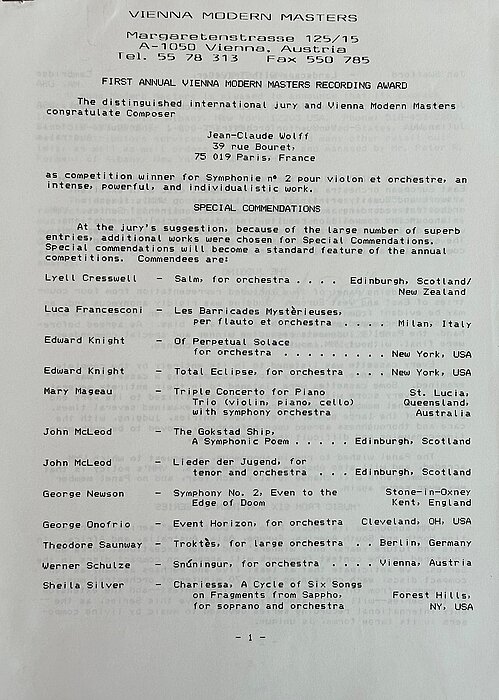 VIENNA MODERN MASTERS
Margaretenstrasse 125/15
A-1050 Vienna, Austria
Tel. 55 78 313 Fax 550 785
FIRST ANNUAL VIENNA MODERN MASTERS RECORDING AWARD
The distinguished international jury and Vienna Modern Masters
congratulate Composer
Jean-Claude Wolff
39 rue Bouret,
75 019 Paris, France
as competition winner for Symphonie nº 2 pour violon et orchestre, an
intense, powerful, and individualistic work.
SPECIAL COMMENDATIONS
At the jury's suggestion, because of the large number of superb
entries, additional works were chosen for Special Commendations.
Special commendations will become a standard feature of the annual
competitions. Commendees are:
Lyell Cresswell - Salm, for orchestra . . . . Edinburgh, Scotland/
New Zealand
Luca Francesconi - Les Barricades Mystèrieuses,
per flauto et orchestra . . . . Milan, Italy
Edward Knight - Of Perpetual Solace
for orchestra . . . . . . . . . New York, USA
Edward Knight - Total Eclipse, for orchestra . . . New York, USA
Mary Mageau - Triple Concerto for Piano St. Lucia,
Trio (violin, piano, cello) Queensland,
with symphony orchestra Australia
John McLeod - The Gokstad Ship,
A Symphonic Poem . . . . . Edinburgh, Scotland
John McLeod - Lieder der Jugend, for
tenor and orchestra . . . Edinburgh, Scotland
George Newson - Symphony No. 2, Even to the Stone-in-Oxney
Edge of Doom Kent, England
George Onofrio - Event Horizon, for orchestra Cleveland, OH, USA
Theodore Saunway - Troktès, for large orchestra . . Berlin, Germany
Werner Schulze - Snúningur, for orchestra . . . . Vienna, Austria
Sheila Silver - Chariessa, A Cycle of Six Songs
on Fragments from Sappho, Forest Hills,
for soprano and orchestra NY, USA
- 1 -